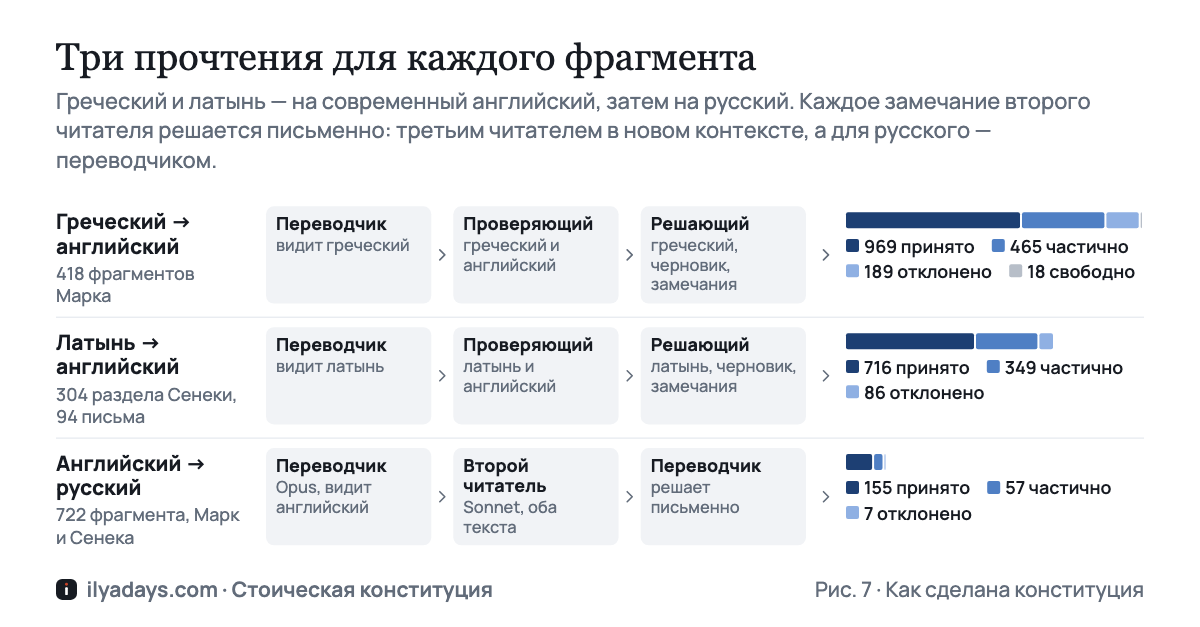 Три прочтения для каждого фрагмента
Греческий и латынь — на современный английский, затем на русский. Каждое замечание второго
читателя решается письменно: третьим читателем в новом контексте, а для русского —
переводчиком.
Греческий →
английский
418 фрагментов
Марка
Переводчик
видит греческий
›
Проверяющий
греческий и
английский
›
Решающий
греческий,
черновик,
замечания
›
969 принято 465 частично
189 отклонено 18 свободно
Латынь →
английский
304 раздела Сенеки,
94 письма
Переводчик
видит латынь
›
Проверяющий
латынь и
английский
›
Решающий
латынь, черновик,
замечания
›
716 принято 349 частично
86 отклонено
Английский →
русский
722 фрагмента, Марк
и Сенека
Переводчик
Opus, видит
английский
›
Второй
читатель
Sonnet, оба
текста
›
Переводчик
решает
письменно
›
155 принято 57 частично
7 отклонено
i ilyadays.com · Стоическая конституция
Рис. 7 · Как сделана конституция